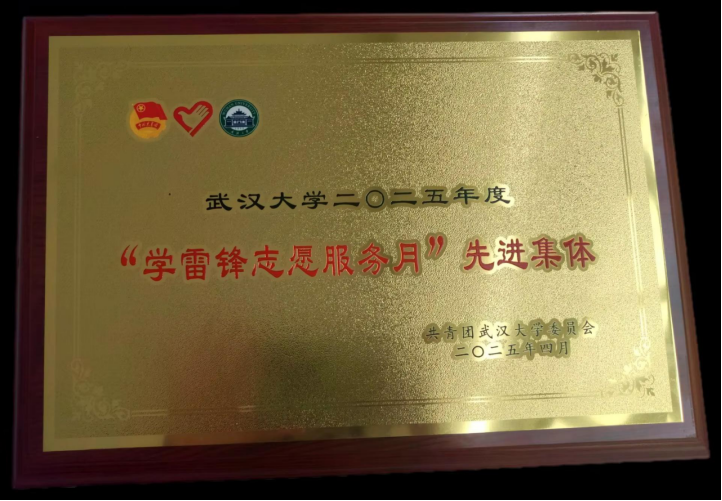 武汉大学二〇二五年度
“学雷锋志愿服务月”先进集体
共青团武汉大学委员会
二〇二五年四月